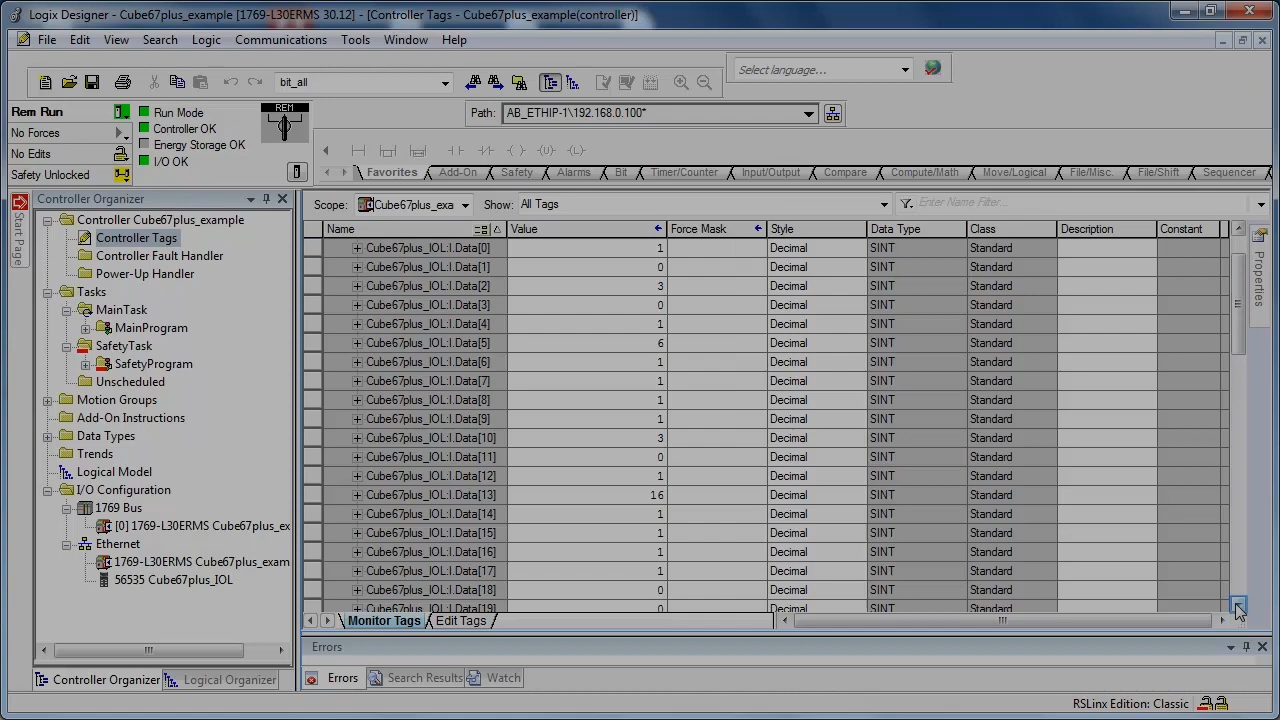 Logix Designer - Cube67plus_example [1769-L30ERMS 30.12] - [Controller Tags - Cube67plus_example(controller)]
File Edit View Search Logic Communications Tools Window Help
bit_all
Select language...
Rem Run
No Forces
No Edits
Safety Unlocked
Run Mode
Controller OK
Energy Storage OK
I/O OK
REM
Path: AB_ETHIP-1\192.168.0.100*
Favorites Add-On Safety Alarms Bit Timer/Counter Input/Output Compare Compute/Math Move/Logical File/Misc. File/Shift Sequencer
Start Page
Controller Organizer
Controller Cube67plus_example
Controller Tags
Controller Fault Handler
Power-Up Handler
Tasks
MainTask
MainProgram
SafetyTask
SafetyProgram
Unscheduled
Motion Groups
Add-On Instructions
Data Types
Trends
Logical Model
I/O Configuration
1769 Bus
[0] 1769-L30ERMS Cube67plus_ex
Ethernet
1769-L30ERMS Cube67plus_exam
56535 Cube67plus_IOL
Controller Organizer Logical Organizer
Scope: Cube67plus_exa Show: All Tags Enter Name Filter...
Name Value Force Mask Style Data Type Class Description Constant
Cube67plus_IOL:I.Data[0] 1 Decimal SINT Standard
Cube67plus_IOL:I.Data[1] 0 Decimal SINT Standard
Cube67plus_IOL:I.Data[2] 3 Decimal SINT Standard
Cube67plus_IOL:I.Data[3] 0 Decimal SINT Standard
Cube67plus_IOL:I.Data[4] 1 Decimal SINT Standard
Cube67plus_IOL:I.Data[5] 6 Decimal SINT Standard
Cube67plus_IOL:I.Data[6] 1 Decimal SINT Standard
Cube67plus_IOL:I.Data[7] 1 Decimal SINT Standard
Cube67plus_IOL:I.Data[8] 1 Decimal SINT Standard
Cube67plus_IOL:I.Data[9] 1 Decimal SINT Standard
Cube67plus_IOL:I.Data[10] 3 Decimal SINT Standard
Cube67plus_IOL:I.Data[11] 0 Decimal SINT Standard
Cube67plus_IOL:I.Data[12] 1 Decimal SINT Standard
Cube67plus_IOL:I.Data[13] 16 Decimal SINT Standard
Cube67plus_IOL:I.Data[14] 1 Decimal SINT Standard
Cube67plus_IOL:I.Data[15] 1 Decimal SINT Standard
Cube67plus_IOL:I.Data[16] 1 Decimal SINT Standard
Cube67plus_IOL:I.Data[17] 1 Decimal SINT Standard
Cube67plus_IOL:I.Data[18] 0 Decimal SINT Standard
Cube67plus_IOL:I.Data[19] 0 Decimal SINT Standard
Properties
Monitor Tags Edit Tags
Errors
Errors Search Results Watch
RSLinx Edition: Classic